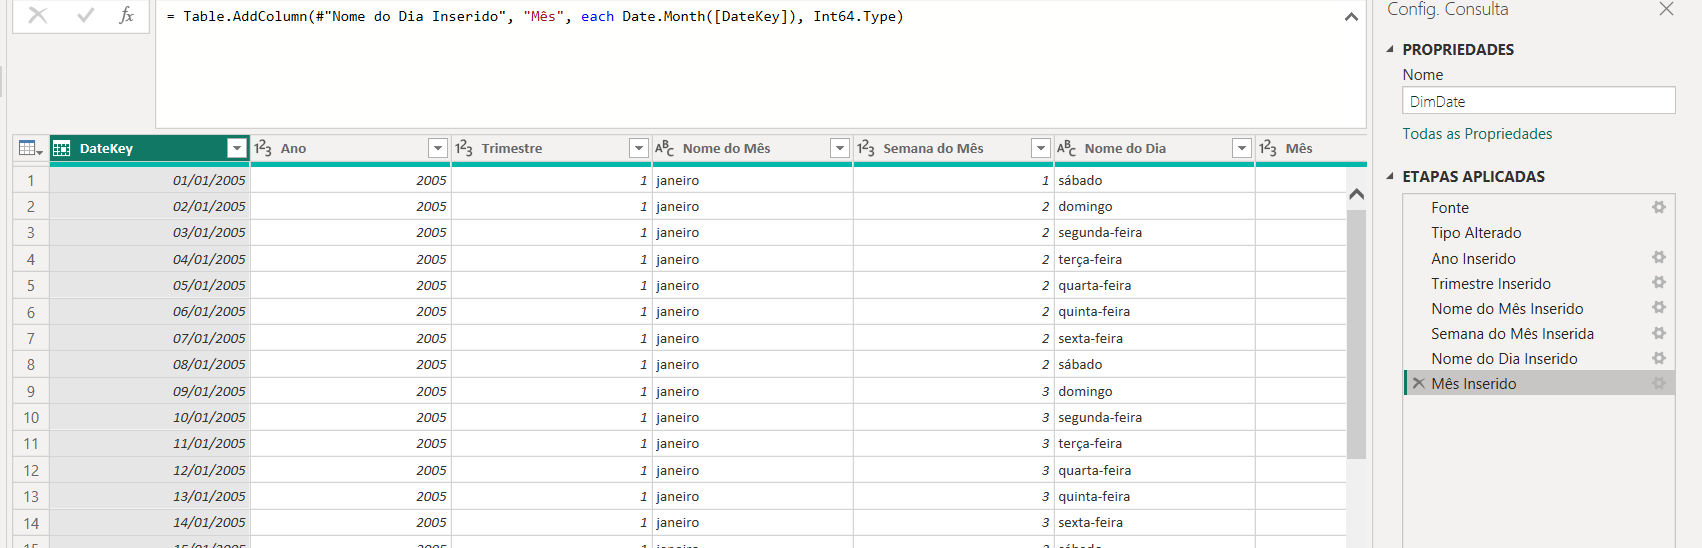 = Table.AddColumn(#"Nome do Dia Inserido", "Mês", each Date.Month([DateKey]), Int64.Type)
Config. Consulta
fx
PROPRIEDADES
Nome
DimDate
Todas as Propriedades
ETAPAS APLICADAS
Fonte
Tipo Alterado
Ano Inserido
Trimestre Inserido
Nome do Mês Inserido
Semana do Mês Inserida
Nome do Dia Inserido
Mês Inserido
DateKey 123 Ano 123 Trimestre ABC Nome do Mês 123 Semana do Mês ABC Nome do Dia 123 Mês
1 01/01/2005 2005 1 janeiro 1 sábado
2 02/01/2005 2005 1 janeiro 2 domingo
3 03/01/2005 2005 1 janeiro 2 segunda-feira
4 04/01/2005 2005 1 janeiro 2 terça-feira
5 05/01/2005 2005 1 janeiro 2 quarta-feira
6 06/01/2005 2005 1 janeiro 2 quinta-feira
7 07/01/2005 2005 1 janeiro 2 sexta-feira
8 08/01/2005 2005 1 janeiro 2 sábado
9 09/01/2005 2005 1 janeiro 3 domingo
10 10/01/2005 2005 1 janeiro 3 segunda-feira
11 11/01/2005 2005 1 janeiro 3 terça-feira
12 12/01/2005 2005 1 janeiro 3 quarta-feira
13 13/01/2005 2005 1 janeiro 3 quinta-feira
14 14/01/2005 2005 1 janeiro 3 sexta-feira